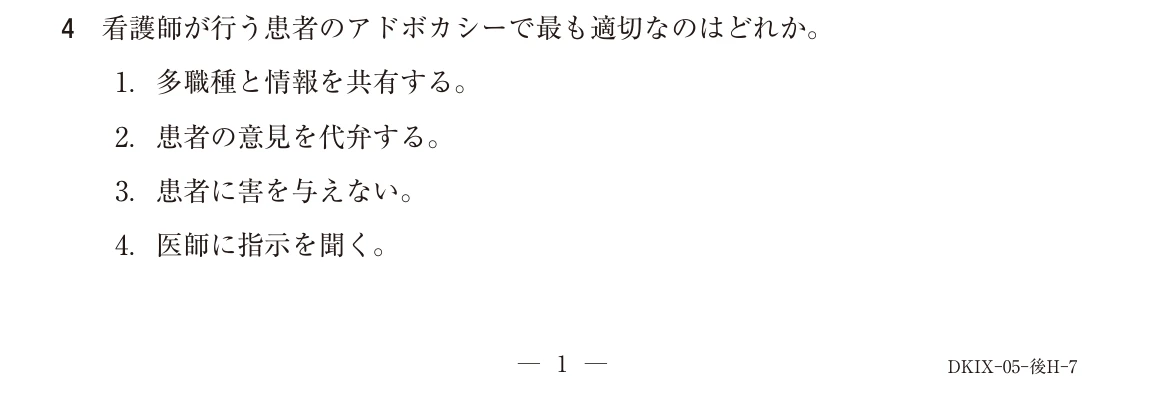 4 看護師が行う患者のアドボカシーで最も適切なのはどれか。
1. 多職種と情報を共有する。
2. 患者の意見を代弁する。
3. 患者に害を与えない。
4. 医師に指示を聞く。
— 1 —
DKIX-05-後H-7